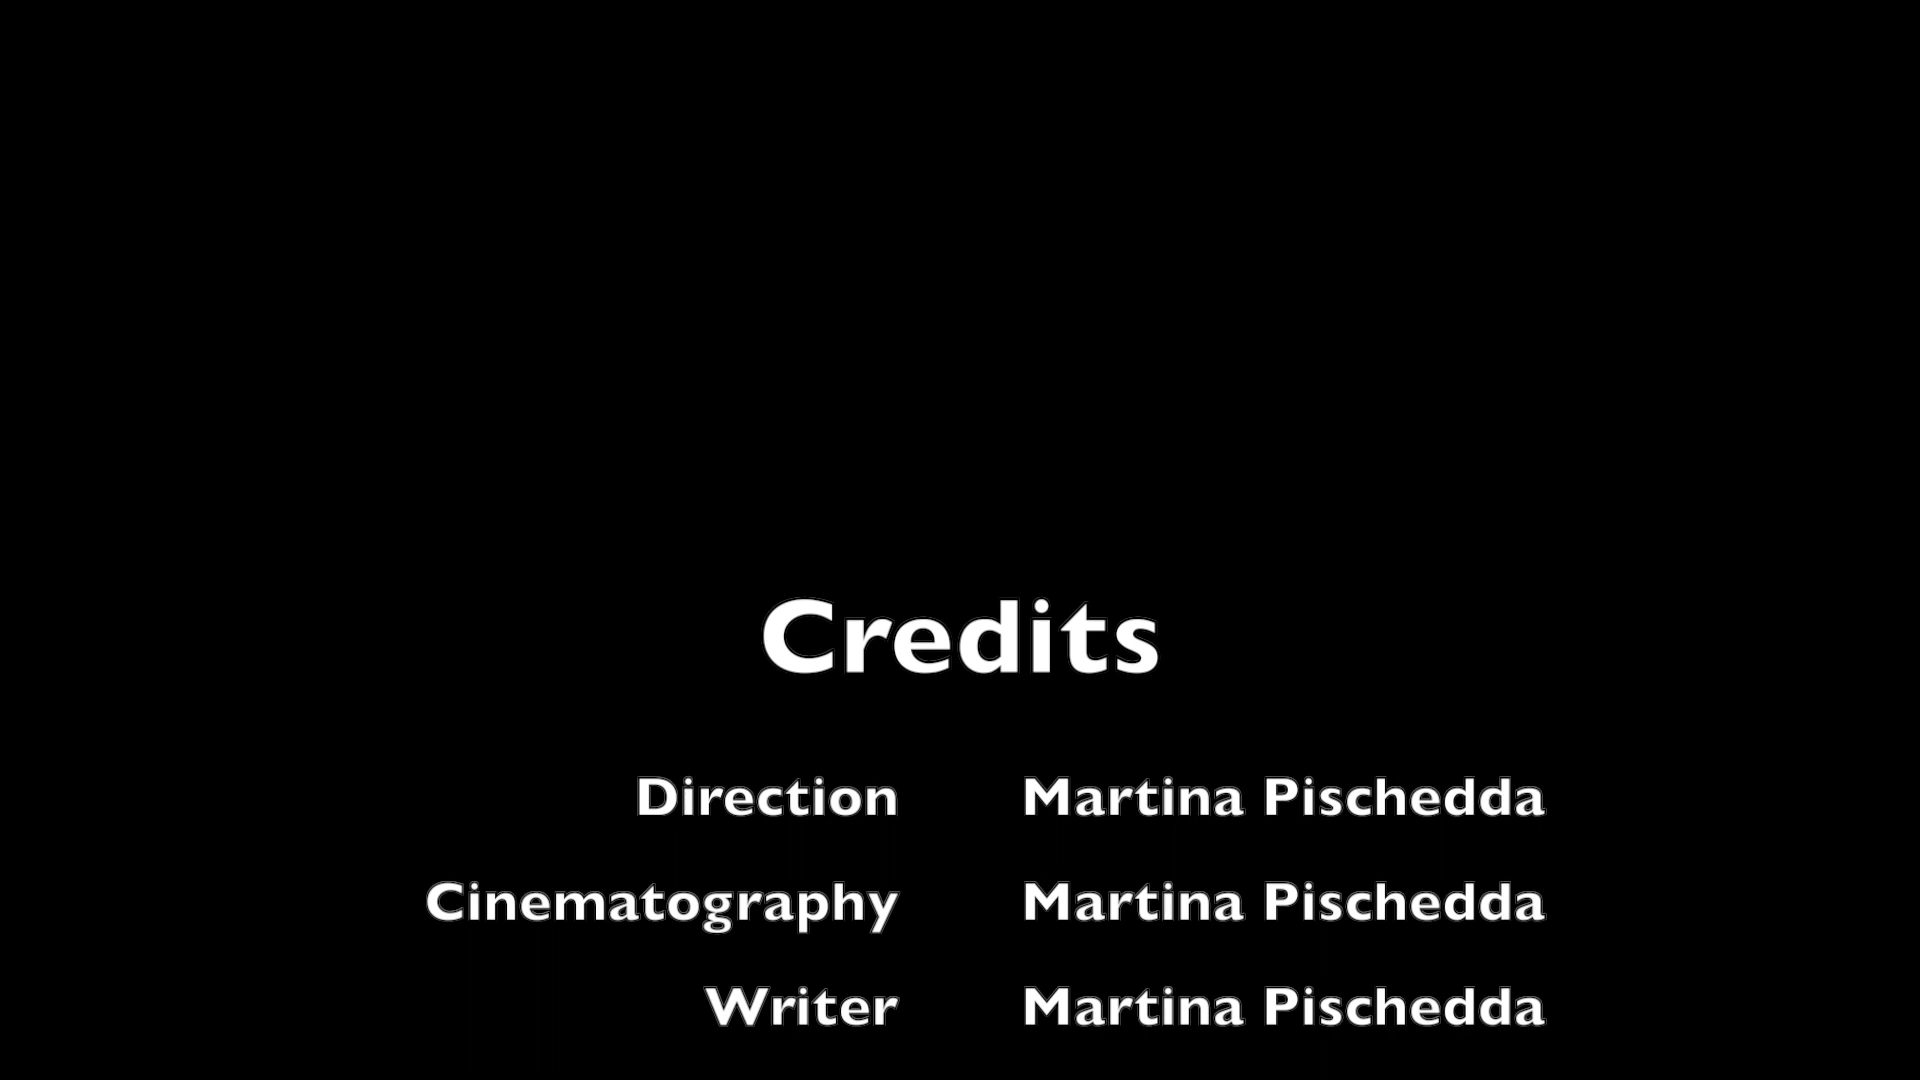 Credits
Direction Martina Pischedda
Cinematography Martina Pischedda
Writer Martina Pischedda